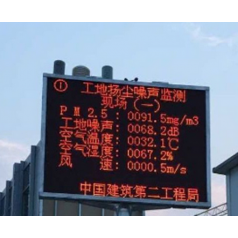 ① 工地扬尘噪声监测
现场(一)
PM2.5:0091.5mg/m3
工地噪声:0068.2dB
空气温度:0032.1℃
空气湿度:0067.2%
风 速:0000.5m/s
中国建筑第二工程局